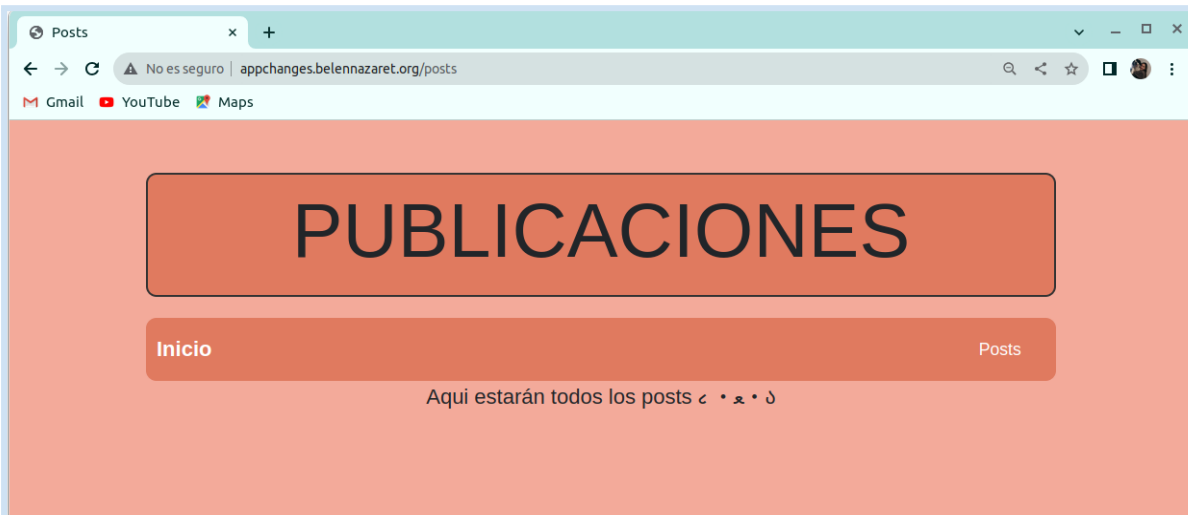 Posts
No es seguro | appchanges.belennazaret.org/posts
Gmail YouTube Maps
PUBLICACIONES
Inicio Posts
Aqui estarán todos los posts